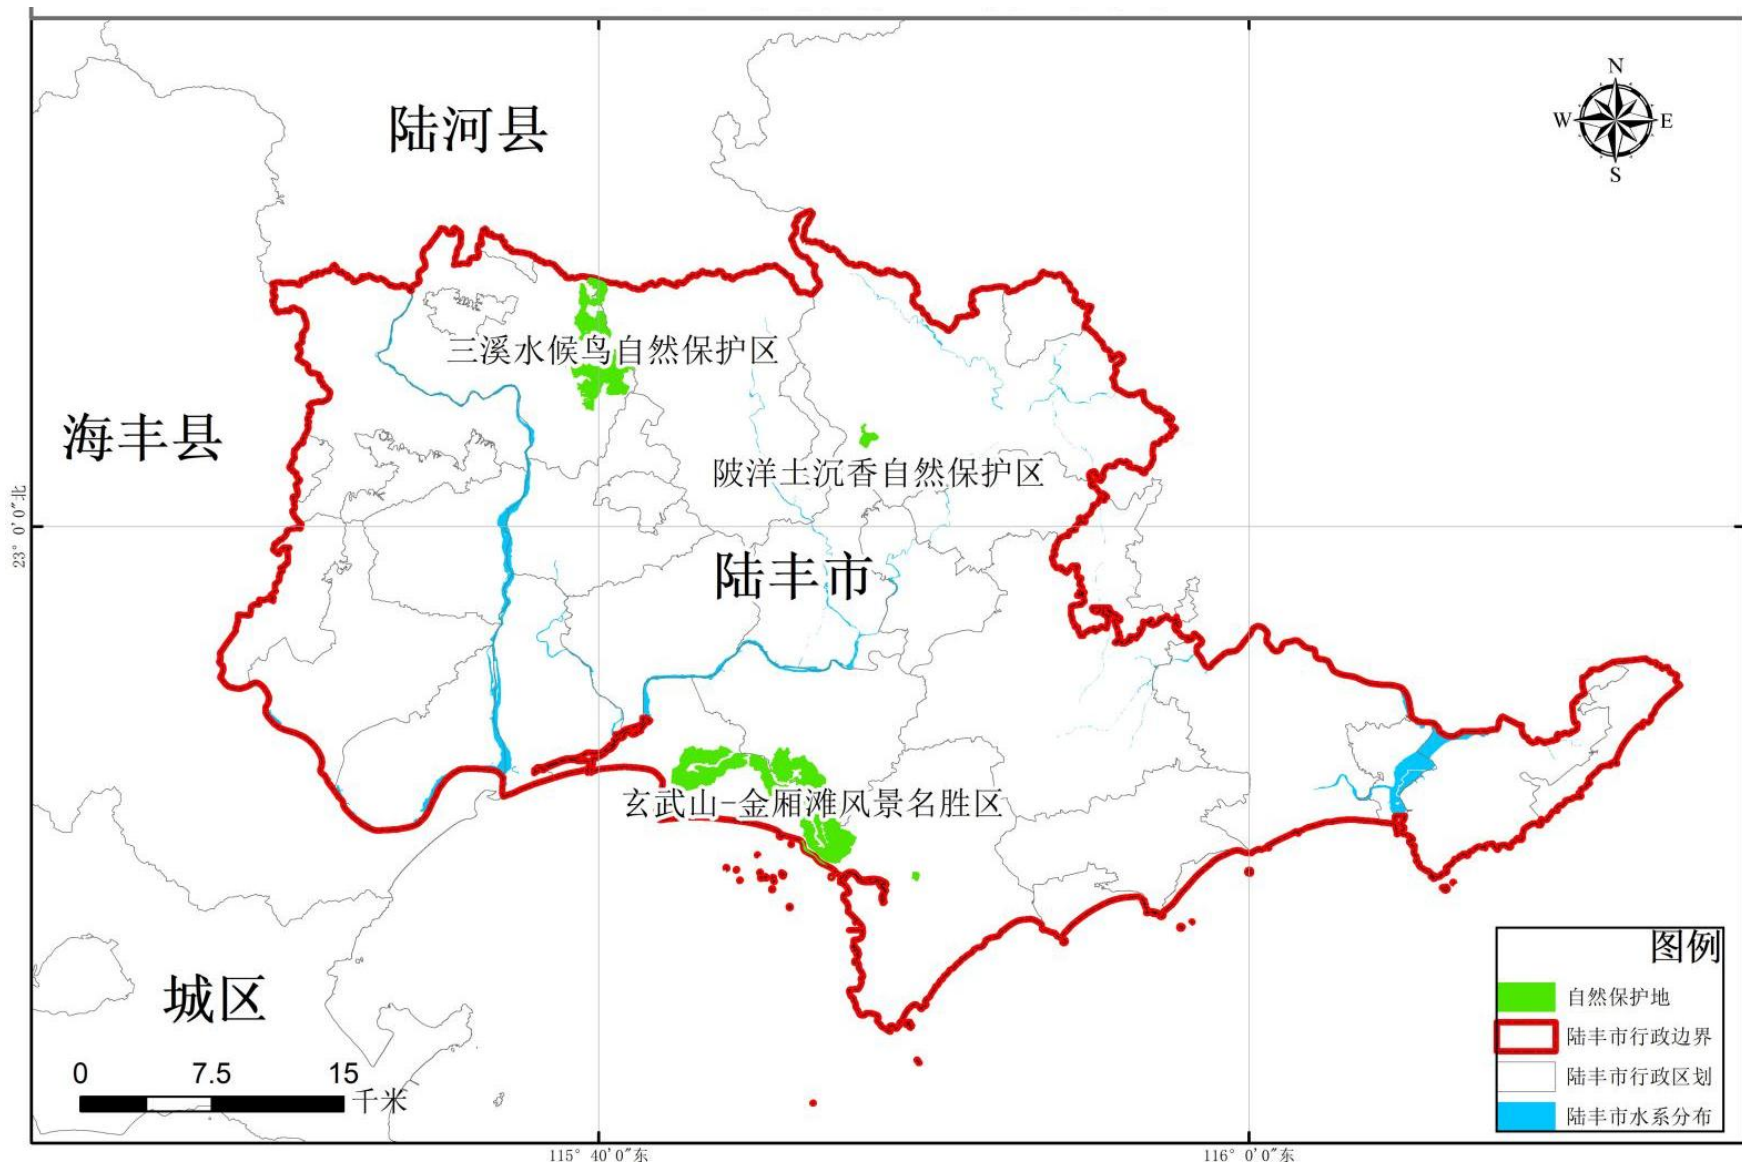 陆河县
N
W
E
S
三溪水候鸟自然保护区
海丰县
陂洋土沉香自然保护区
23° 0′0″北
陆丰市
玄武山-金厢滩风景名胜区
城区
图例
自然保护地
陆丰市行政边界
陆丰市行政区划
陆丰市水系分布
0 7.5 15
千米
115° 40′0″东
116° 0′0″东